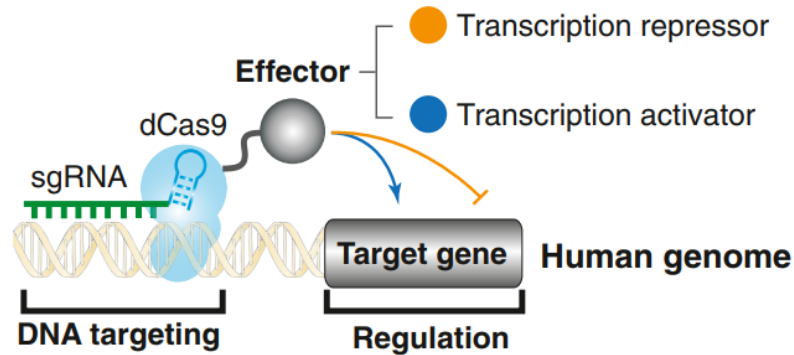 Transcription repressor
Effector
Transcription activator
dCas9
sgRNA
Target gene
Human genome
DNA targeting
Regulation